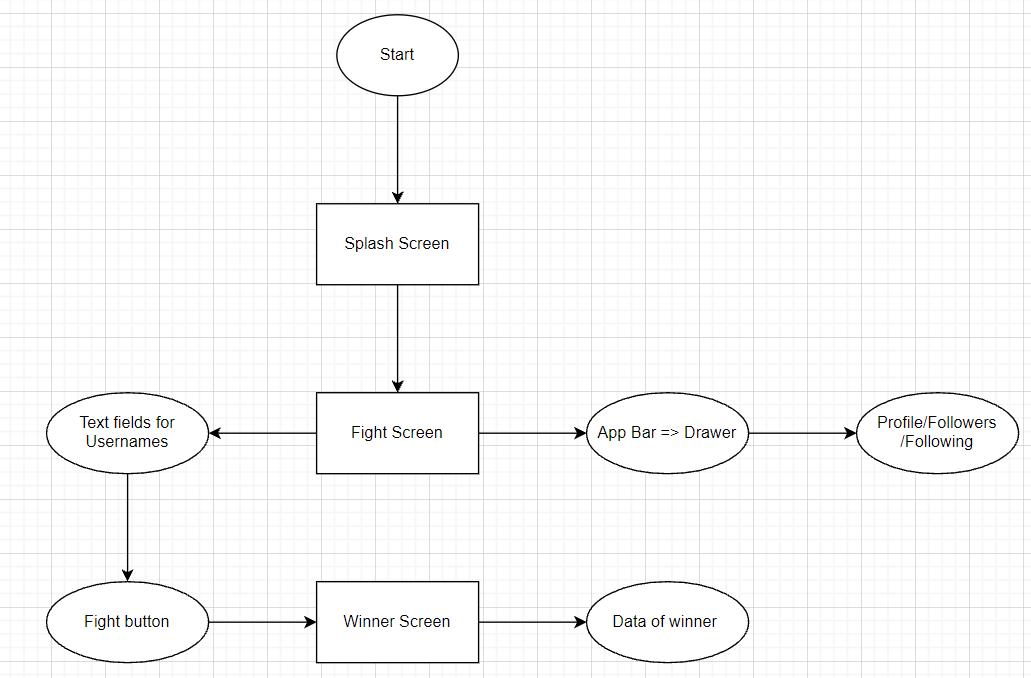 Start
Splash Screen
Text fields for
Usernames
Fight Screen
App Bar => Drawer
Profile/Followers
/Following
Fight button
Winner Screen
Data of winner